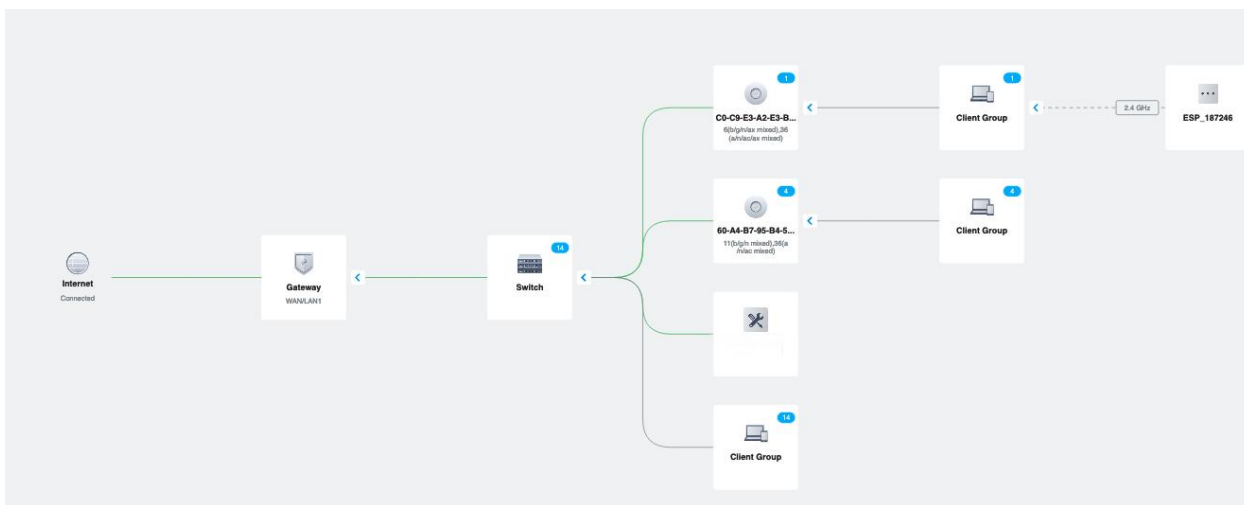 1
C0-C9-E3-A2-E3-B...
6(b/g/n/ax mixed),36
(a/n/ac/ax mixed)
1
Client Group
2.4 GHz
ESP_187246
4
60-A4-B7-95-B4-5...
11(b/g/n mixed),36(a
/n/ac mixed)
4
Client Group
Internet
Connected
Gateway
WAN/LAN1
14
Switch
14
Client Group